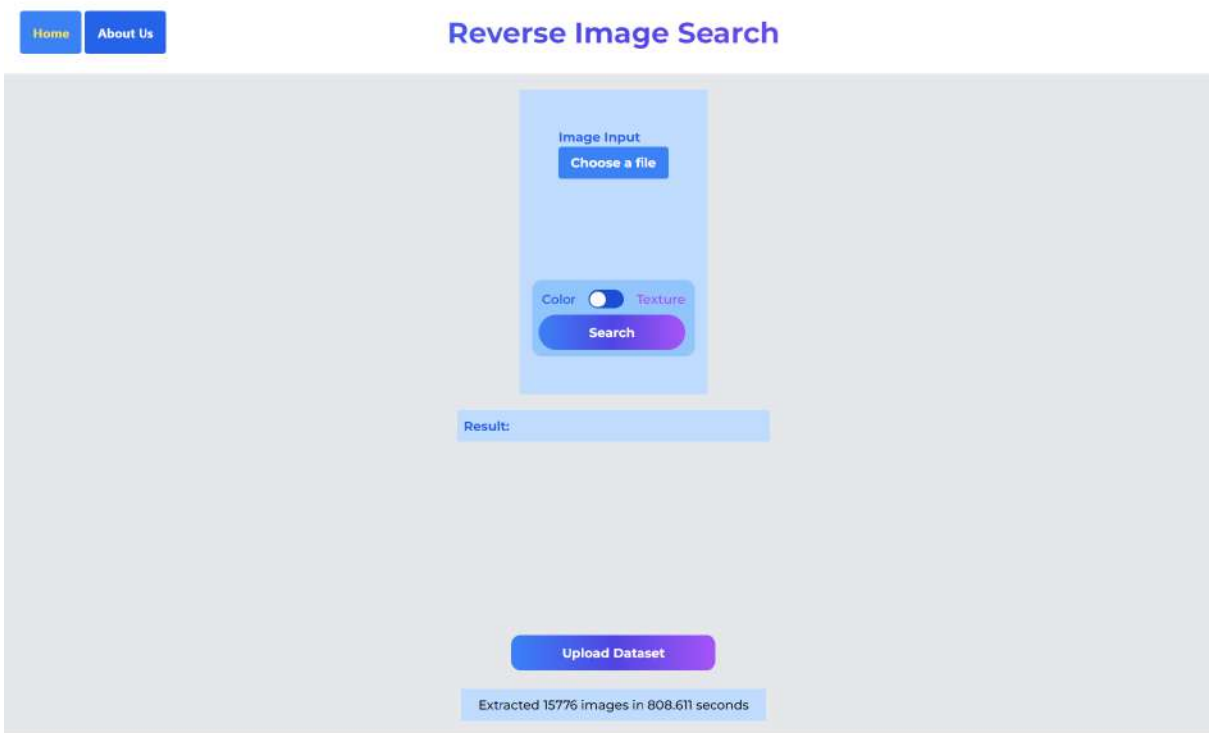 Home About Us Reverse Image Search
Image Input
Choose a file
Color Texture
Search
Result:
Upload Dataset
Extracted 15776 images in 808.611 seconds